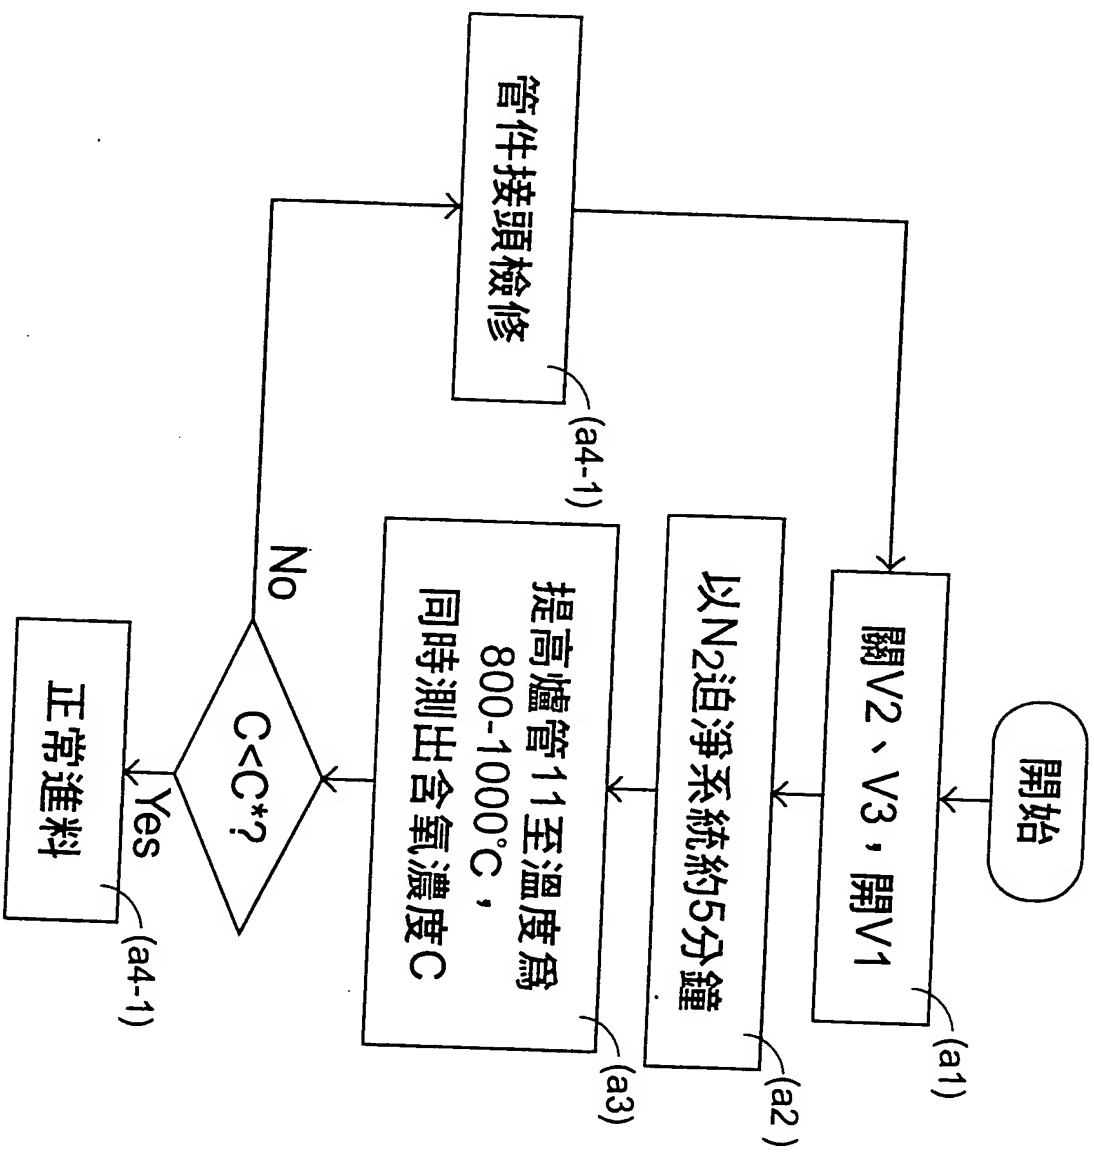 開始
關V2、V3，開V1
(a1)
以N2迫淨系統約5分鐘
(a2)
提高爐管11至溫度爲
800-1000°C，
同時測出含氧濃度C
(a3)
C<C*?
No
Yes
管件接頭檢修
(a4-1)
正常進料
(a4-1)